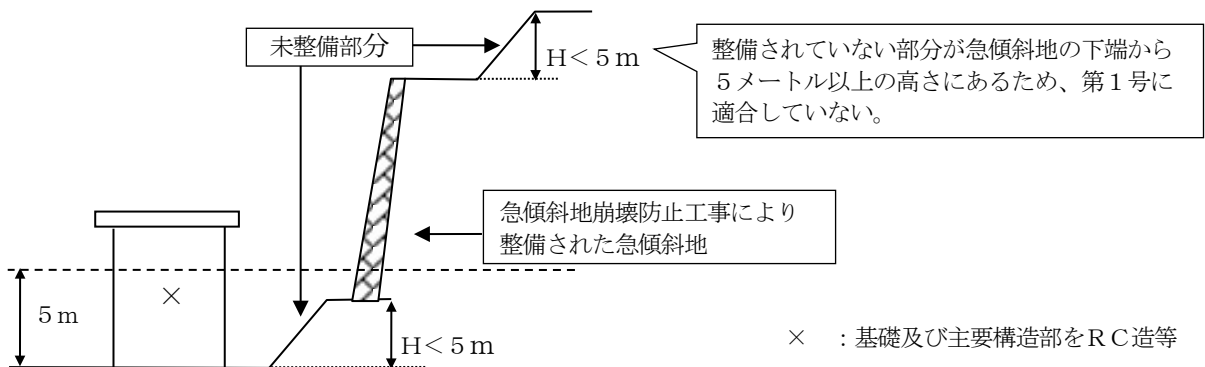 未整備部分
H<5m
整備されていない部分が急傾斜地の下端から
5メートル以上の高さにあるため、第1号に
適合していない。
急傾斜地崩壊防止工事により
整備された急傾斜地
5m
×
H<5m
× :基礎及び主要構造部をRC造等